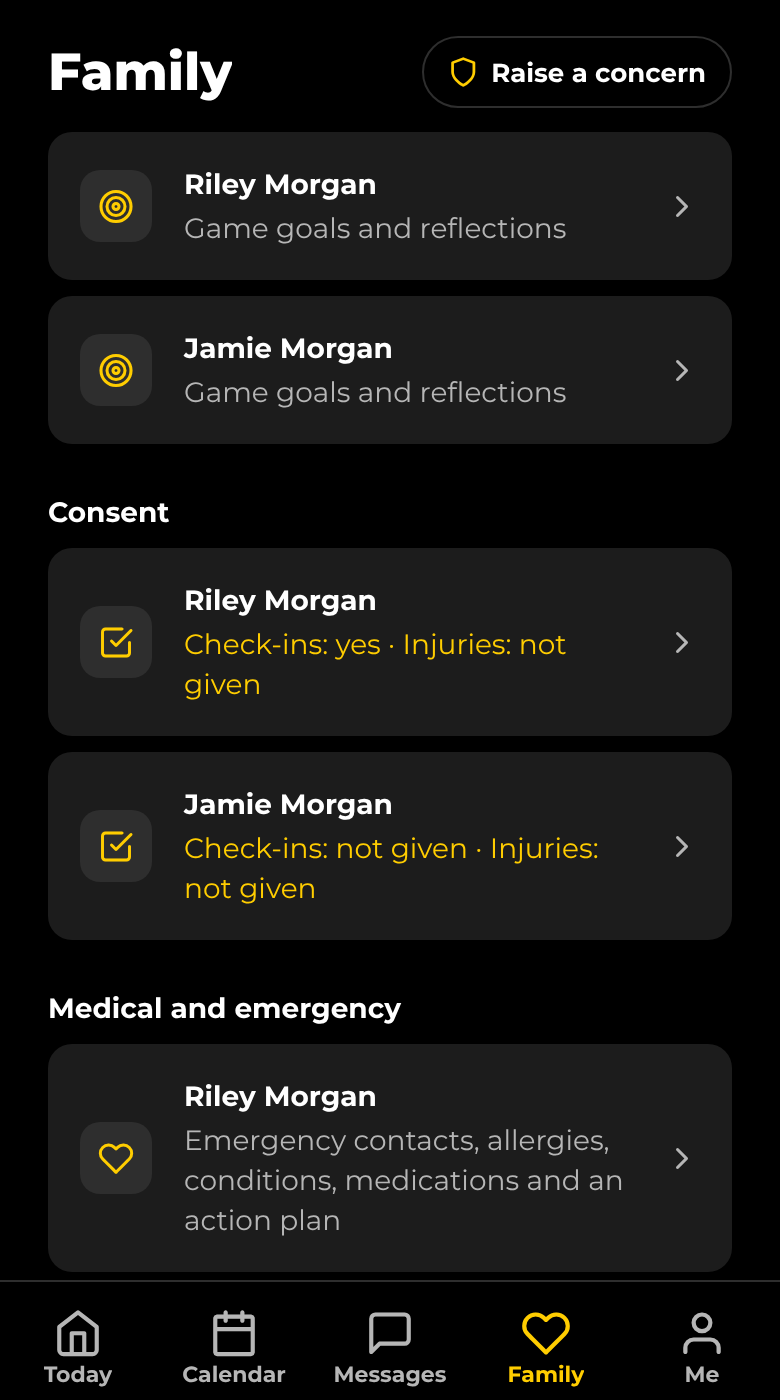 Family
Raise a concern
Riley Morgan
Game goals and reflections
Jamie Morgan
Game goals and reflections
Consent
Riley Morgan
Check-ins: yes · Injuries: not
given
Jamie Morgan
Check-ins: not given · Injuries:
not given
Medical and emergency
Riley Morgan
Emergency contacts, allergies,
conditions, medications and an
action plan
Today
Calendar
Messages
Family
Me